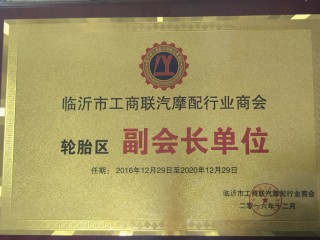 临沂市工商联汽摩配行业商会
轮胎区 副会长单位
任期：2016年12月29日至2020年12月29日
临沂市工商联汽摩配行业商会
二零一六年十二月